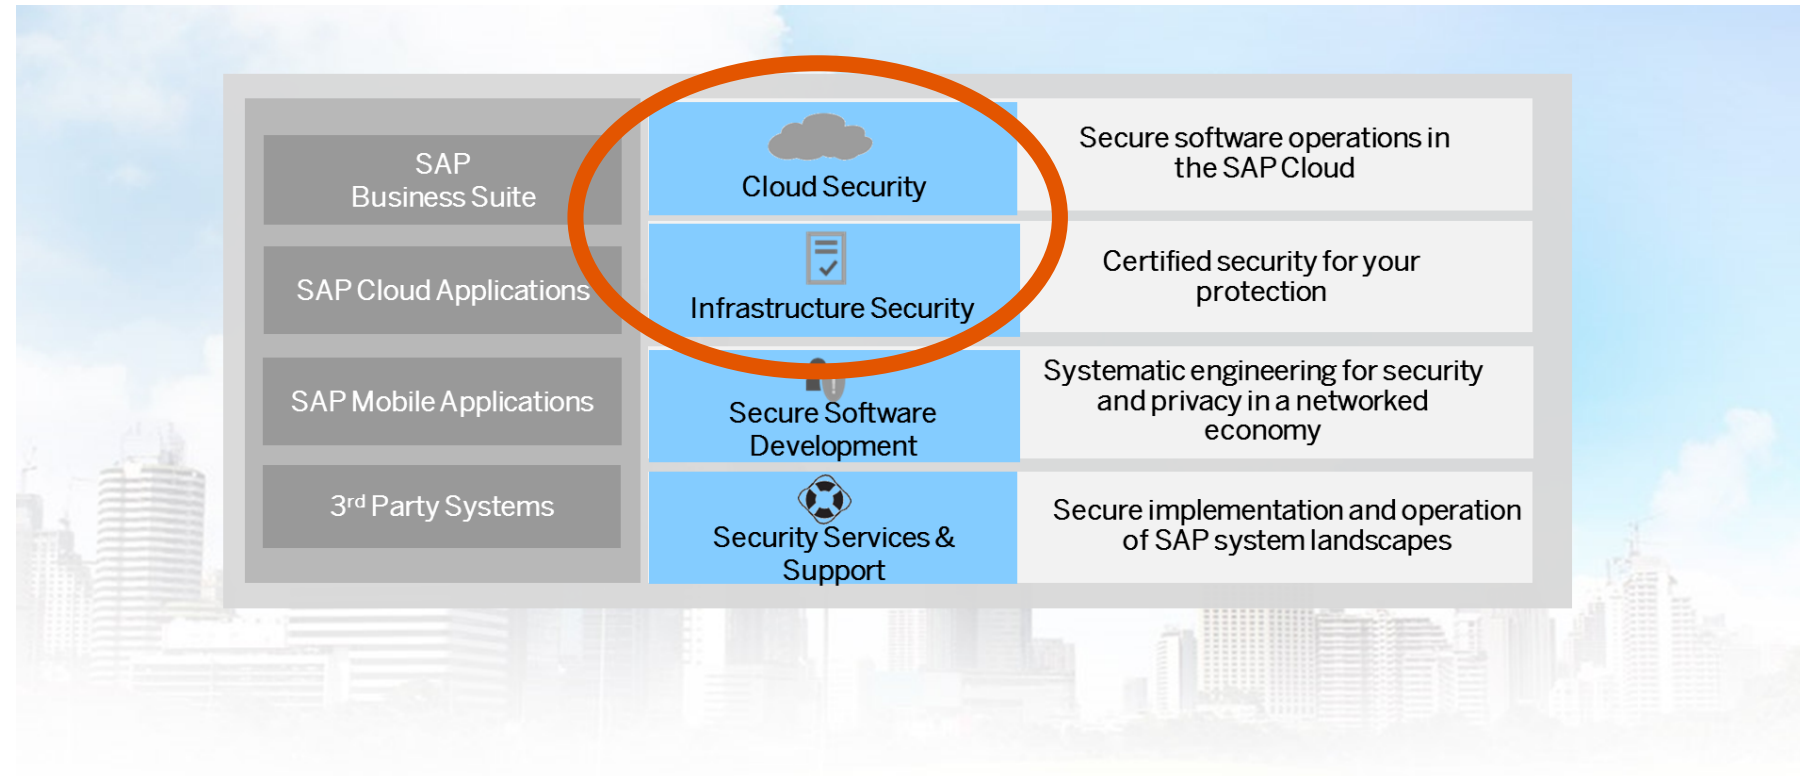 SAP
Business Suite
SAP Cloud Applications
SAP Mobile Applications
3rd Party Systems
Cloud Security
Secure software operations in
the SAP Cloud
Infrastructure Security
Certified security for your
protection
Secure Software
Development
Systematic engineering for security
and privacy in a networked
economy
Security Services &
Support
Secure implementation and operation
of SAP system landscapes